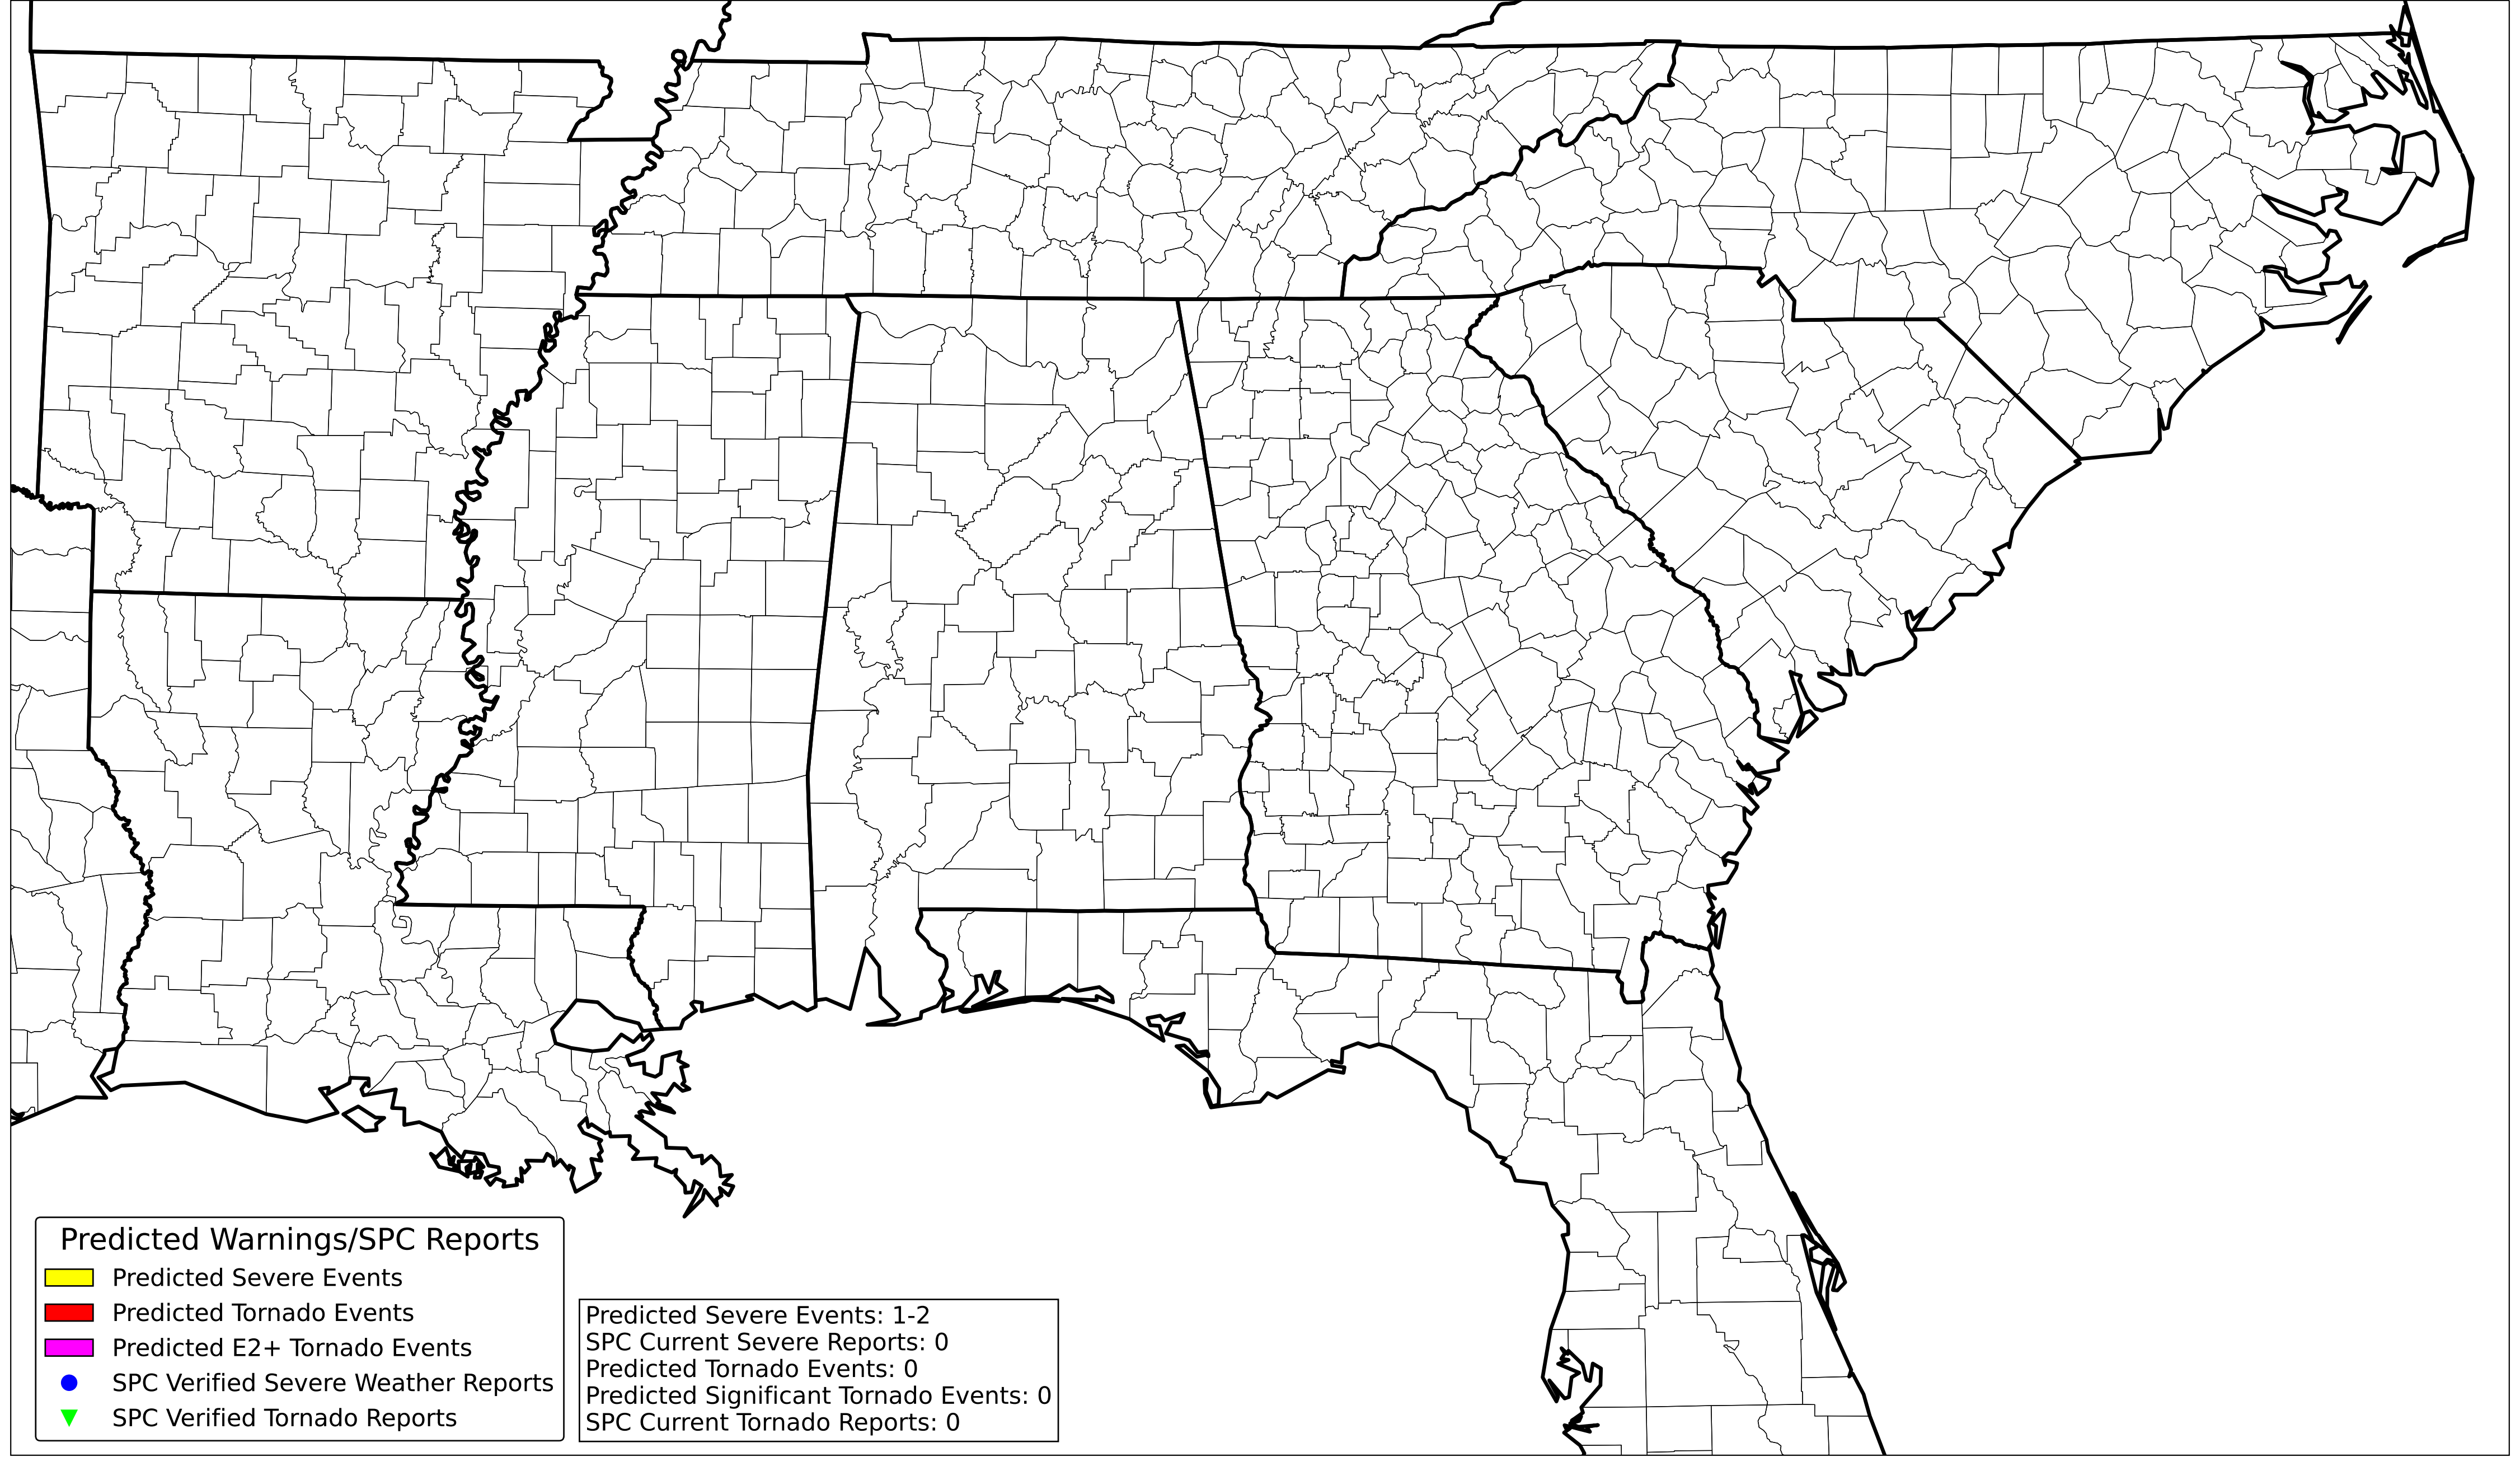 Predicted Warnings/SPC Reports
Predicted Severe Events
Predicted Tornado Events
Predicted E2+ Tornado Events
SPC Verified Severe Weather Reports
SPC Verified Tornado Reports
Predicted Severe Events: 1-2
SPC Current Severe Reports: 0
Predicted Tornado Events: 0
Predicted Significant Tornado Events: 0
SPC Current Tornado Reports: 0